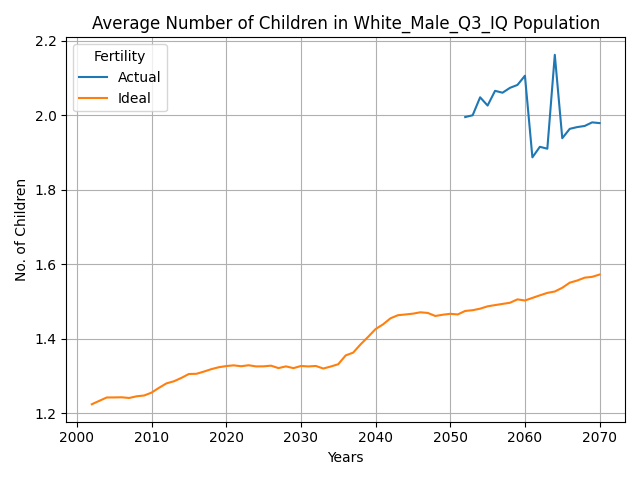 Average Number of Children in White_Male_Q3_IQ Population
2.2
2.0
1.8
1.6
1.4
1.2
No. of Children
Fertility
Actual
Ideal
2000 2010 2020 2030 2040 2050 2060 2070
Years